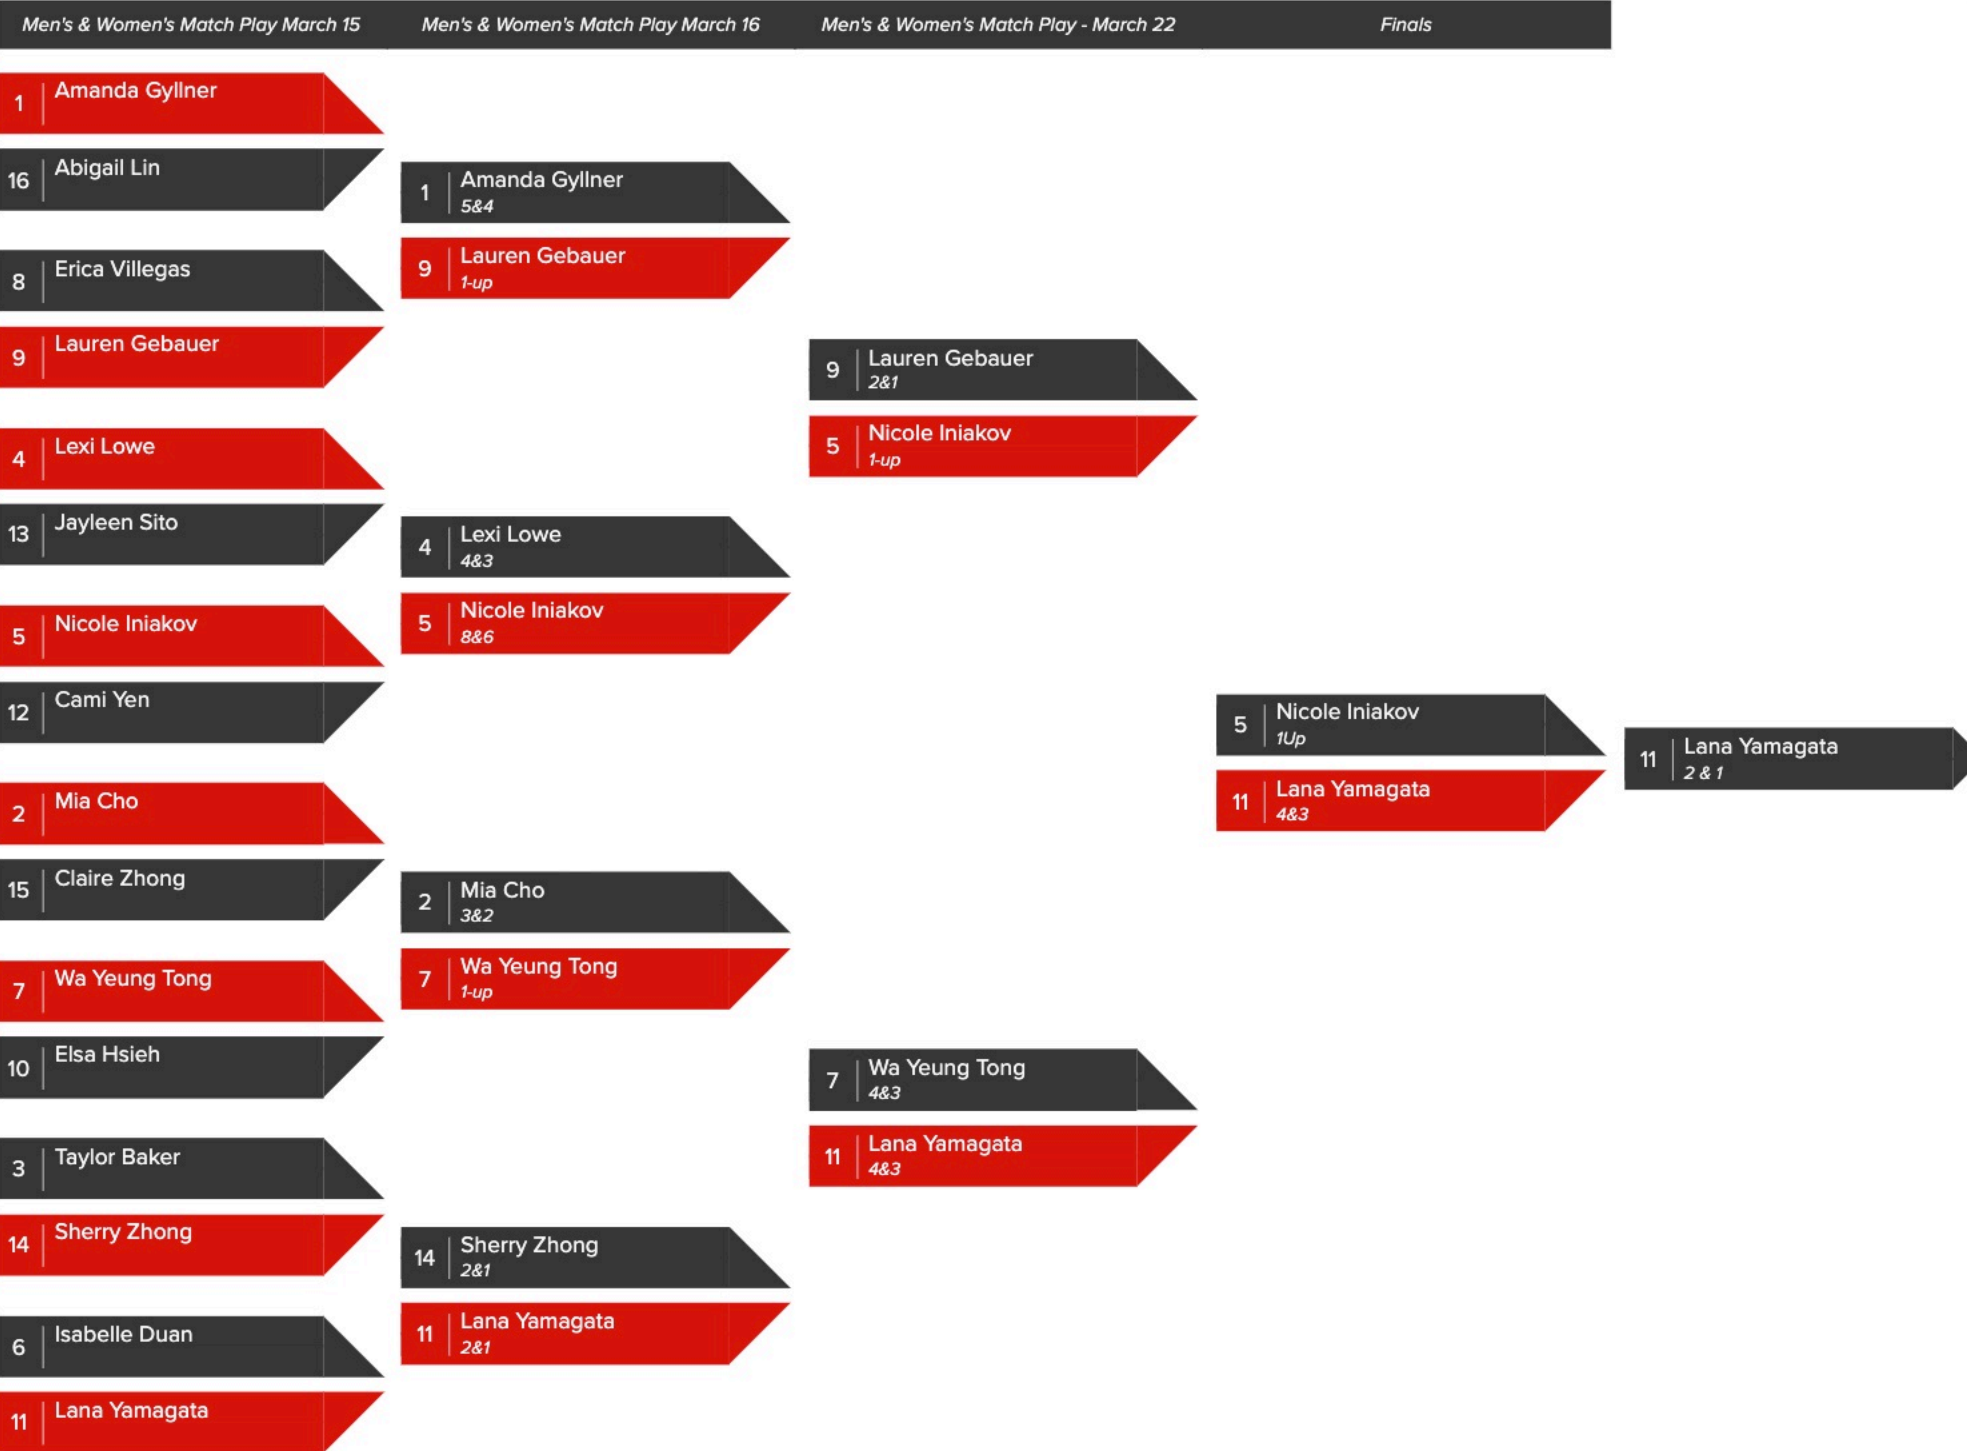 Men's & Women's Match Play March 15
Men's & Women's Match Play March 16
Men's & Women's Match Play - March 22
Finals
1
Amanda Gyllner
16
Abigail Lin
8
Erica Villegas
9
Lauren Gebauer
4
Lexi Lowe
13
Jayleen Sito
5
Nicole Iniakov
12
Cami Yen
2
Mia Cho
15
Claire Zhong
7
Wa Yeung Tong
10
Elsa Hsieh
3
Taylor Baker
14
Sherry Zhong
6
Isabelle Duan
11
Lana Yamagata
1
Amanda Gyllner
5&4
9
Lauren Gebauer
1-up
4
Lexi Lowe
4&3
5
Nicole Iniakov
8&6
2
Mia Cho
3&2
7
Wa Yeung Tong
1-up
14
Sherry Zhong
2&1
11
Lana Yamagata
2&1
9
Lauren Gebauer
2&1
5
Nicole Iniakov
1-up
7
Wa Yeung Tong
4&3
11
Lana Yamagata
4&3
5
Nicole Iniakov
1Up
11
Lana Yamagata
4&3
11
Lana Yamagata
2 & 1